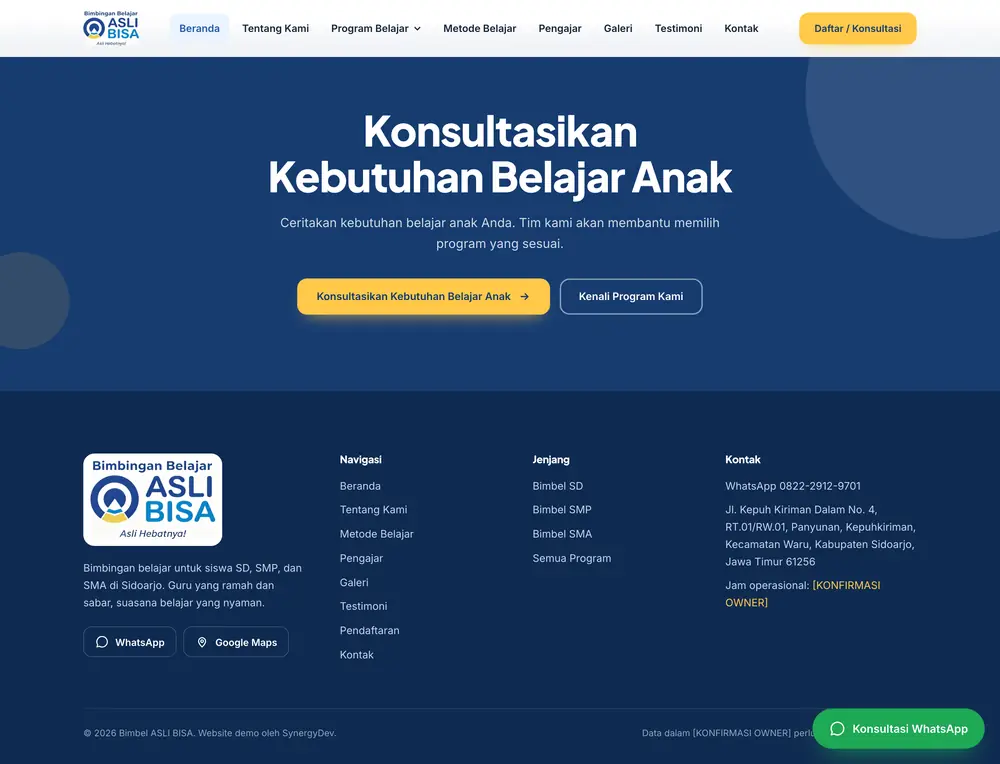 Bimbingan Belajar
ASLI
BISA
Asli Hebatnya!
Beranda
Tentang Kami
Program Belajar
Metode Belajar
Pengajar
Galeri
Testimoni
Kontak
Daftar / Konsultasi
Konsultasikan
Kebutuhan Belajar Anak
Ceritakan kebutuhan belajar anak Anda. Tim kami akan membantu memilih
program yang sesuai.
Konsultasikan Kebutuhan Belajar Anak →
Kenali Program Kami
Bimbingan Belajar
ASLI
BISA
Asli Hebatnya!
Bimbingan belajar untuk siswa SD, SMP, dan
SMA di Sidoarjo. Guru yang ramah dan
sabar, suasana belajar yang nyaman.
WhatsApp
Google Maps
Navigasi
Beranda
Tentang Kami
Metode Belajar
Pengajar
Galeri
Testimoni
Pendaftaran
Kontak
Jenjang
Bimbel SD
Bimbel SMP
Bimbel SMA
Semua Program
Kontak
WhatsApp 0822-2912-9701
Jl. Kepuh Kiriman Dalam No. 4,
RT.01/RW.01, Panyunan, Kepuhkiriman,
Kecamatan Waru, Kabupaten Sidoarjo,
Jawa Timur 61256
Jam operasional: [KONFIRMASI
OWNER]
© 2026 Bimbel ASLI BISA. Website demo oleh SynergyDev.
Data dalam [KONFIRMASI OWNER]
Konsultasi WhatsApp